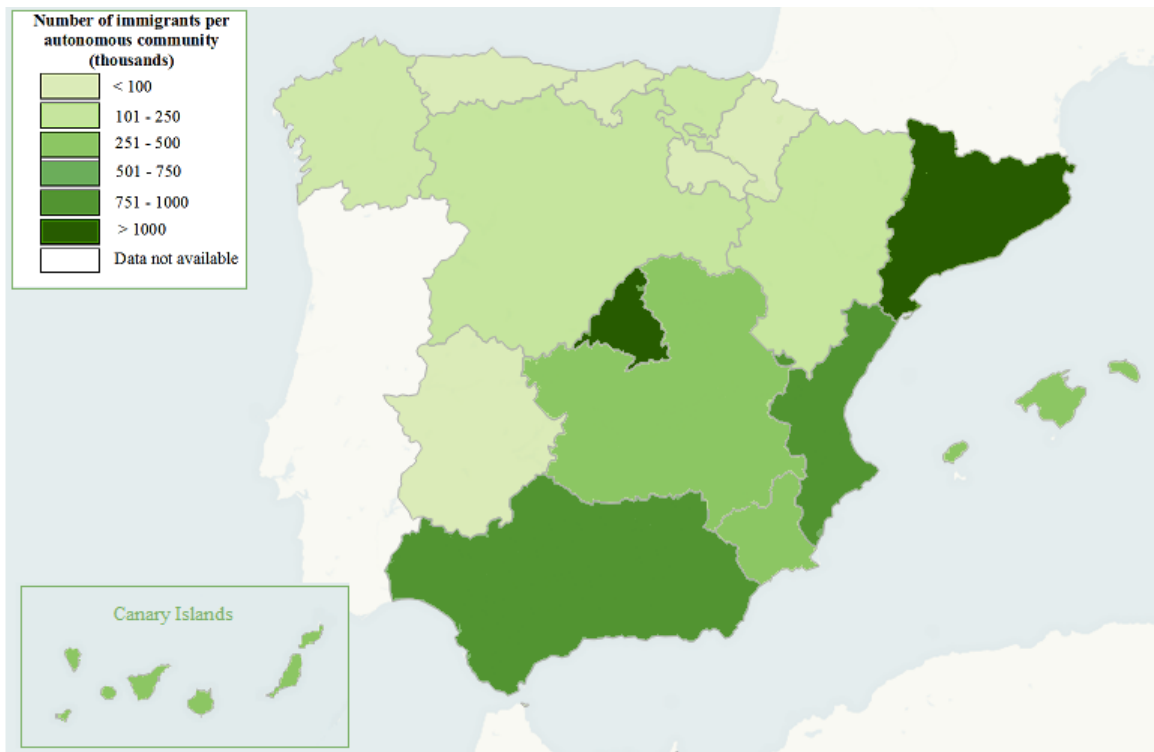 Number of immigrants per
autonomous community
(thousands)
< 100
101 - 250
251 - 500
501 - 750
751 - 1000
> 1000
Data not available
Canary Islands